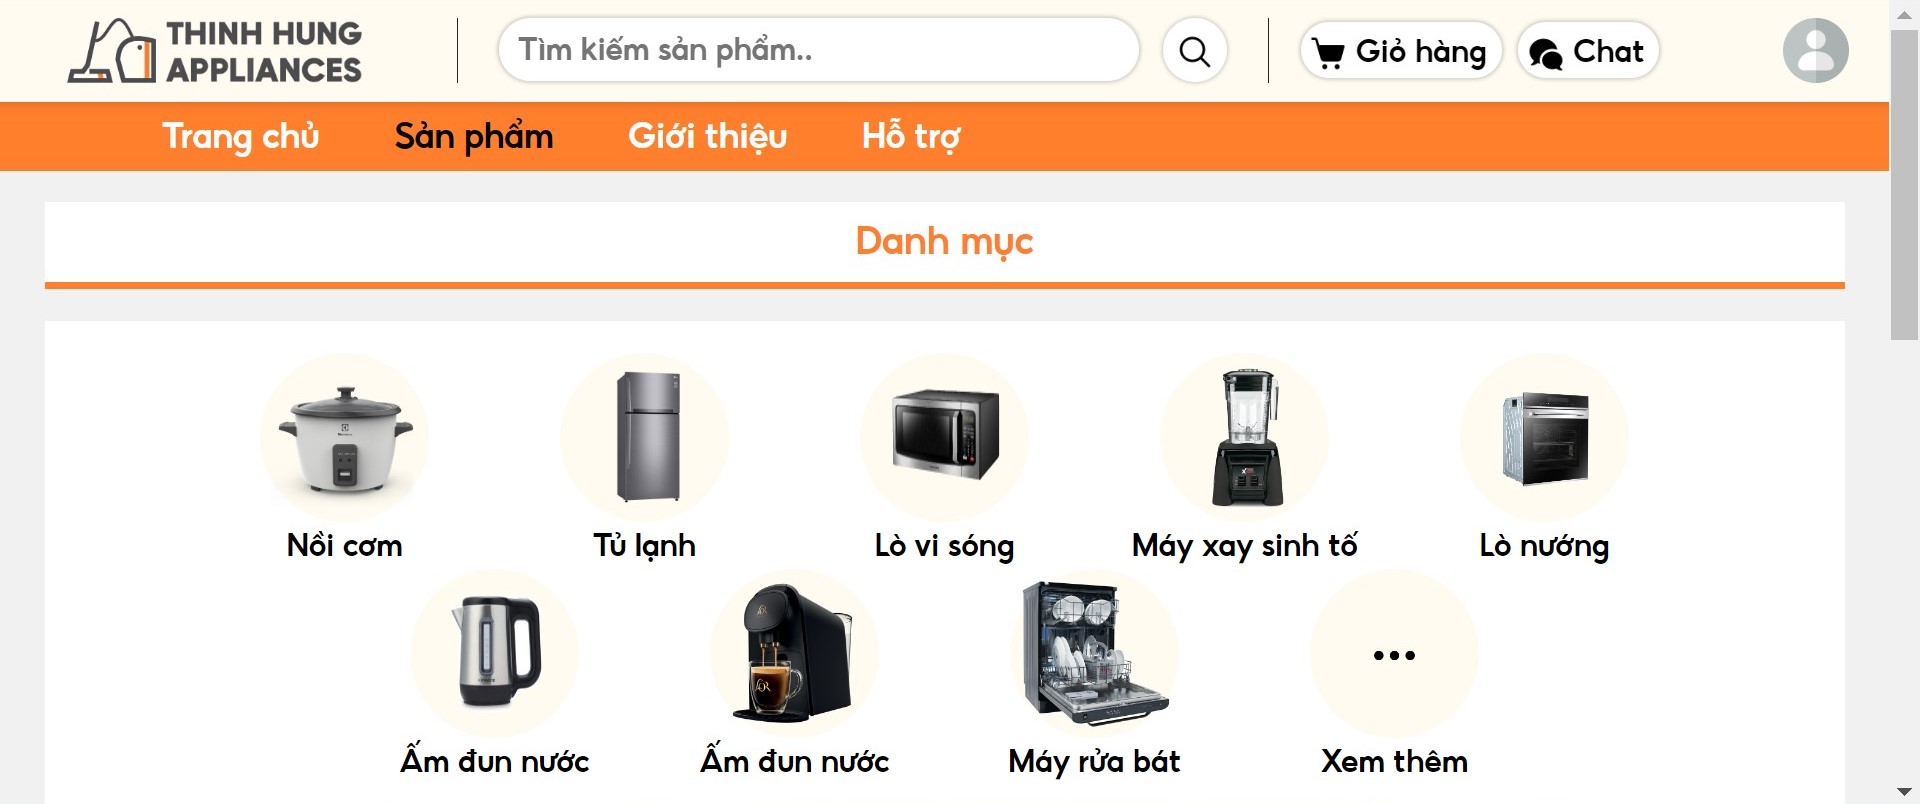 THINH HUNG
APPLIANCES
Tìm kiếm sản phẩm..
Giỏ hàng
Chat
Trang chủ
Sản phẩm
Giới thiệu
Hỗ trợ
Danh mục
Nồi cơm
Tủ lạnh
Lò vi sóng
Máy xay sinh tố
Lò nướng
L'OR
L'OR
Ấm đun nước
Ấm đun nước
Máy rửa bát
Xem thêm